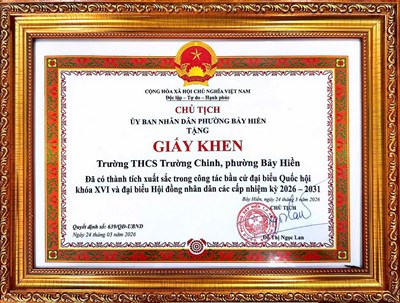 CỘNG HÒA XÃ HỘI CHỦ NGHĨA VIỆT NAM
Độc lập - Tự do - Hạnh phúc
CHỦ TỊCH
ỦY BAN NHÂN DÂN PHƯỜNG BẢY HIỀN
TẶNG
GIẤY KHEN
Trường THCS Trường Chinh, phường Bảy Hiền
Đã có thành tích xuất sắc trong công tác bầu cử đại biểu Quốc hội
khóa XVI và đại biểu Hội đồng nhân dân các cấp nhiệm kỳ 2026 – 2031
Bảy Hiền, ngày 24 tháng 3 năm 2026
CHỦ TỊCH
Quyết định số: 639/QĐ-UBND
Ngày 24 tháng 03 năm 2026
Đỗ Thị Ngọc Lan